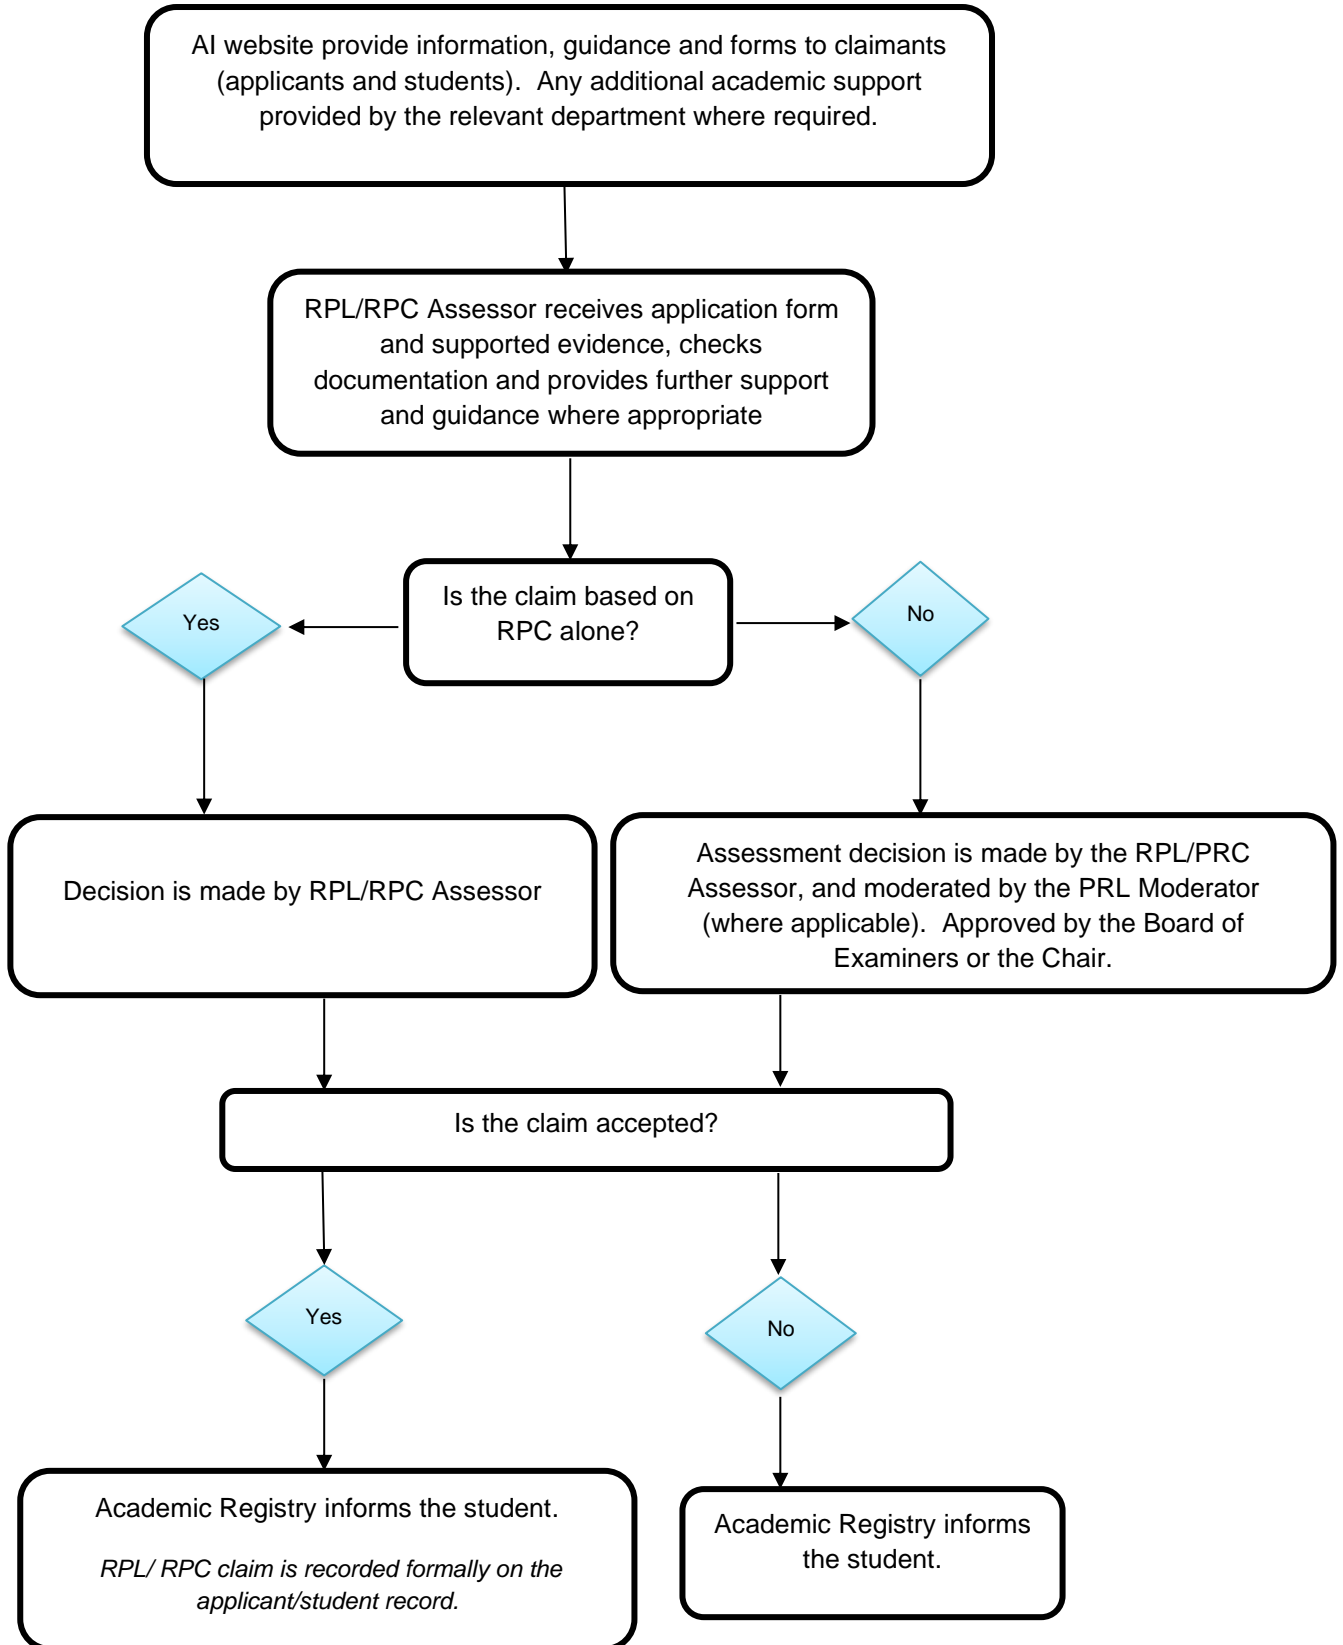 AI website provide information, guidance and forms to claimants
(applicants and students).  Any additional academic support
provided by the relevant department where required.
RPL/RPC Assessor receives application form
and supported evidence, checks
documentation and provides further support
and guidance where appropriate
Is the claim based on
RPC alone?
Yes
No
Decision is made by RPL/RPC Assessor
Assessment decision is made by the RPL/PRC
Assessor, and moderated by the PRL Moderator
(where applicable).  Approved by the Board of
Examiners or the Chair.
Is the claim accepted?
Yes
No
Academic Registry informs the student.
RPL/ RPC claim is recorded formally on the
applicant/student record.
Academic Registry informs
the student.